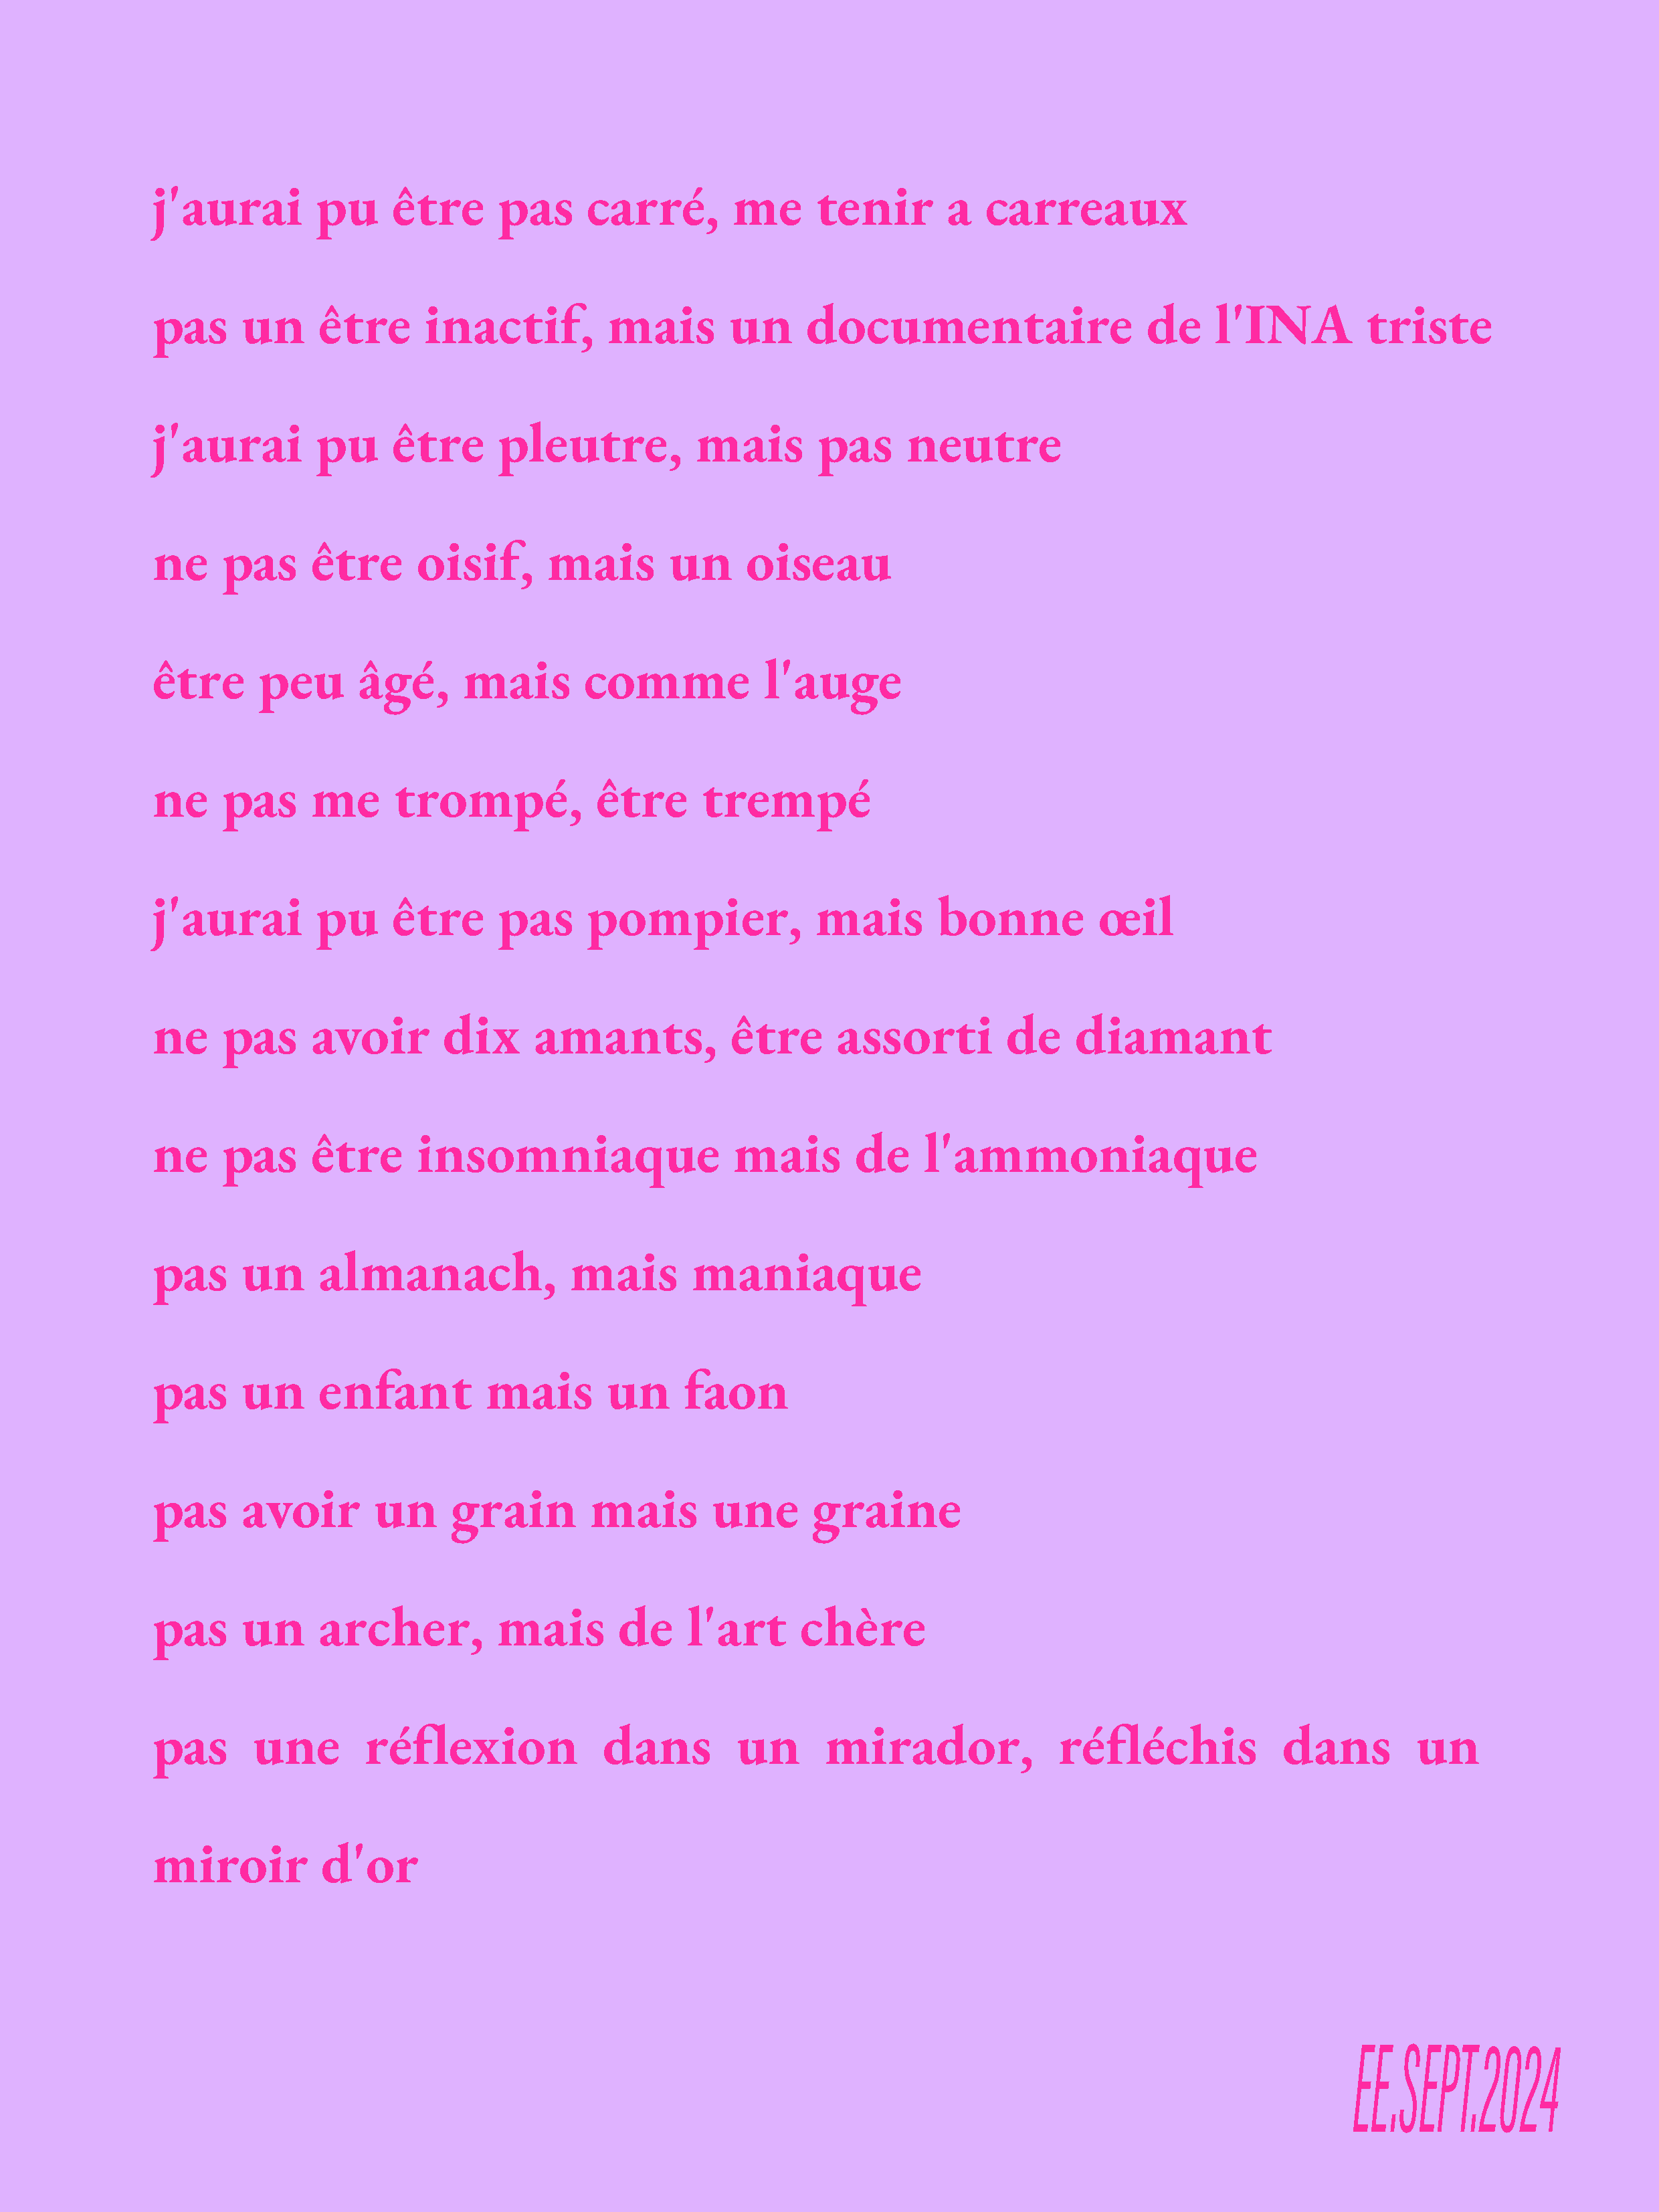 j'aurai pu être pas carré, me tenir a carreaux
pas un être inactif, mais un documentaire de l'INA triste
j'aurai pu être pleutre, mais pas neutre
ne pas être oisif, mais un oiseau
être peu âgé, mais comme l'auge
ne pas me trompé, être trempé
j'aurai pu être pas pompier, mais bonne œil
ne pas avoir dix amants, être assorti de diamant
ne pas être insomniaque mais de l'ammoniaque
pas un almanach, mais maniaque
pas un enfant mais un faon
pas avoir un grain mais une graine
pas un archer, mais de l'art chère
pas une réflexion dans un mirador, réfléchis dans un
miroir d'or
EE.SEPT.2024